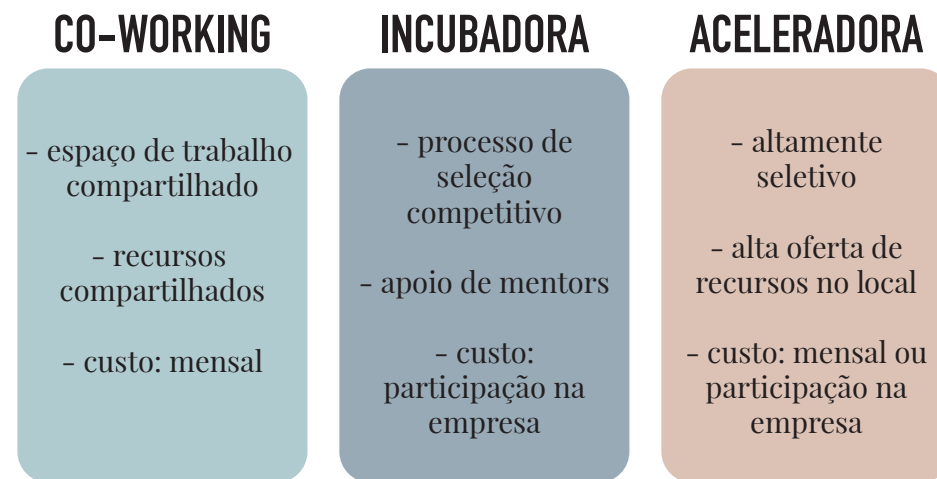 CO-WORKING
- espaço de trabalho
compartilhado
- recursos
compartilhados
- custo: mensal
INCUBADORA
- processo de
seleção
competitivo
- apoio de mentors
- custo:
participação na
empresa
ACELERADORA
- altamente
seletivo
- alta oferta de
recursos no local
- custo: mensal ou
participação na
empresa